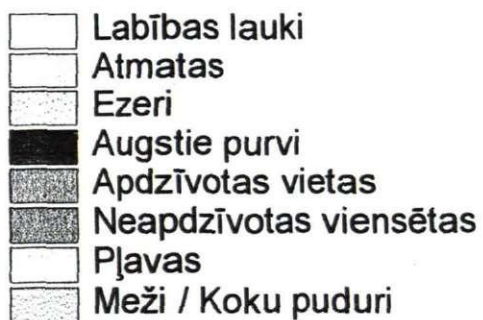 Labības lauki
Atmatas
Ezeri
Augstie purvi
Apdzīvotas vietas
Neapdzīvotas viensētas
Pļavas
Meži / Koku puduri